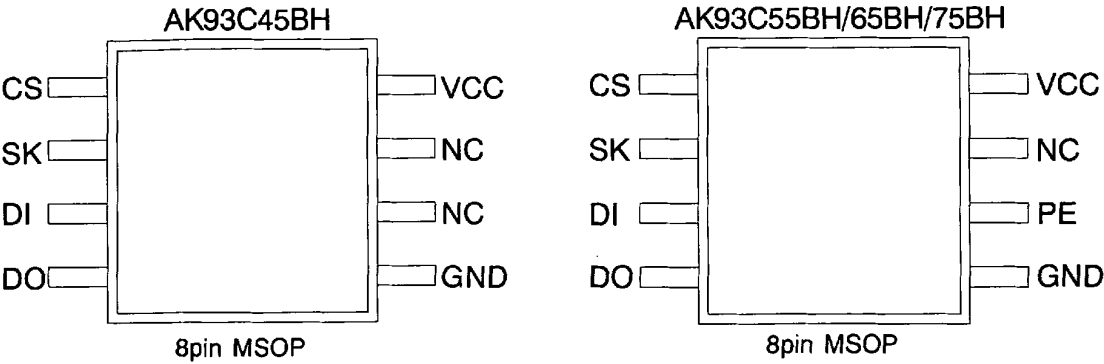 AK93C45BH
CS
VCC
SK
NC
DI
NC
DO
GND
8pin MSOP
AK93C55BH/65BH/75BH
CS
VCC
SK
NC
DI
PE
DO
GND
8pin MSOP